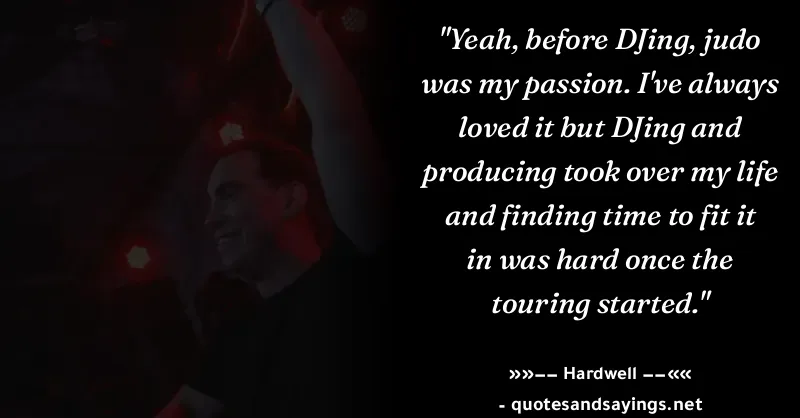 "Yeah, before DJing, judo
was my passion. I've always
loved it but DJing and
producing took over my life
and finding time to fit it
in was hard once the
touring started."
»»–– Hardwell ––««
- quotesandsayings.net